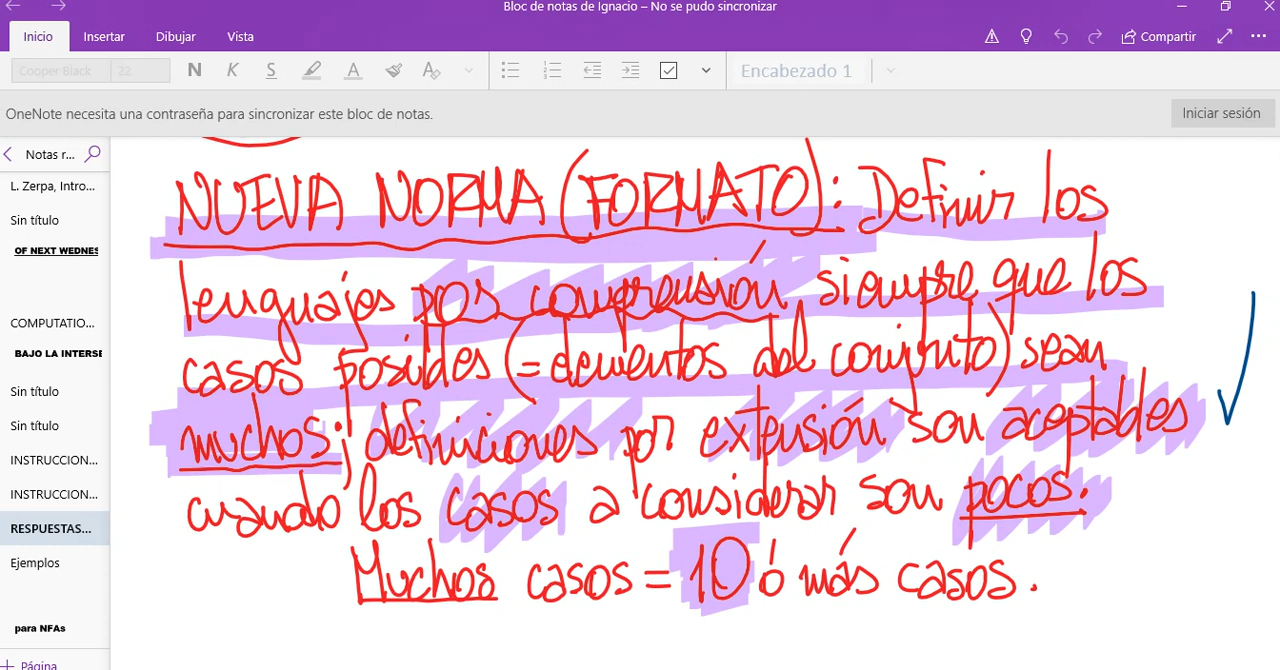 Bloc de notas de Ignacio – No se pudo sincronizar
Inicio Insertar Dibujar Vista Compartir
Cooper Black 22 N K S A A Encabezado 1
OneNote necesita una contraseña para sincronizar este bloc de notas. Iniciar sesión
Notas r...
L. Zerpa, Intro...
Sin título
OF NEXT WEDNES
COMPUTATIO...
BAJO LA INTERSE
Sin título
Sin título
INSTRUCCION...
INSTRUCCION...
RESPUESTAS...
Ejemplos
para NFAs
+ Página
NUEVA NORMA (FORMATO): Definir los
lenguajes por comprensión, siempre que los
casos posibles (= elementos del conjunto) sean
muchos; definiciones por extensión son aceptables
cuando los casos a considerar son pocos.
Muchos casos = 10 ó más casos.